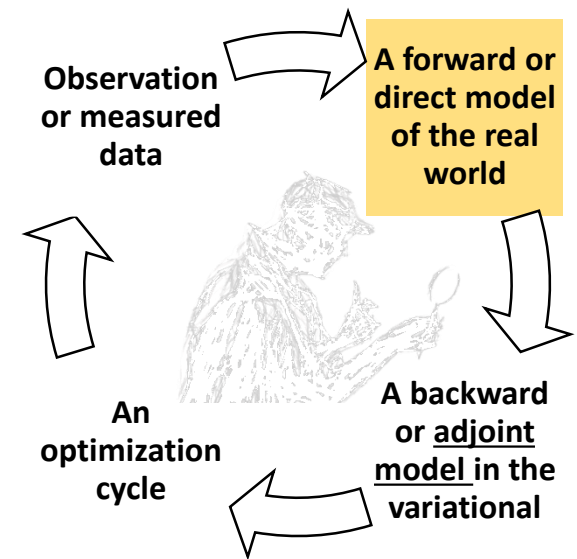 Observation
or measured
data
A forward or
direct model
of the real
world
A backward
or adjoint
model in the
variational
An
optimization
cycle